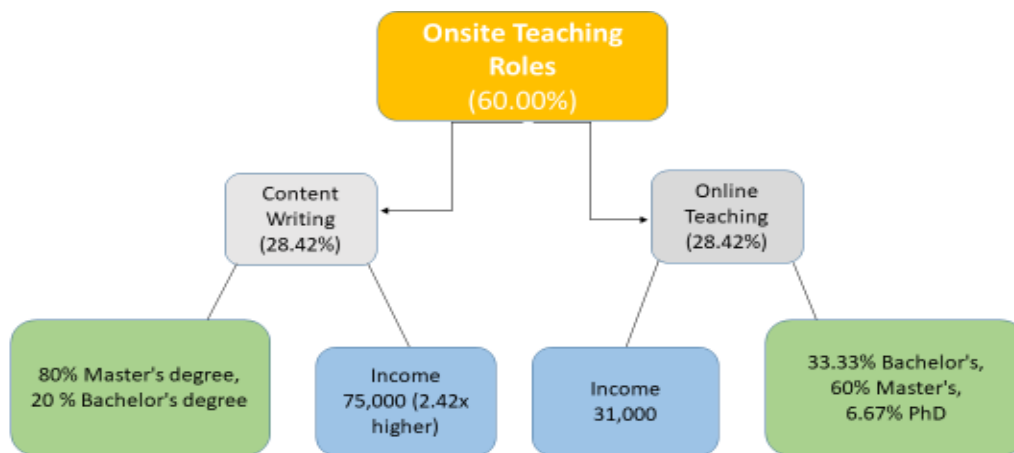 Onsite Teaching
Roles
(60.00%)
Content
Writing
(28.42%)
Online
Teaching
(28.42%)
80% Master's degree,
20 % Bachelor's degree
Income
75,000 (2.42x
higher)
Income
31,000
33.33% Bachelor's,
60% Master's,
6.67% PhD